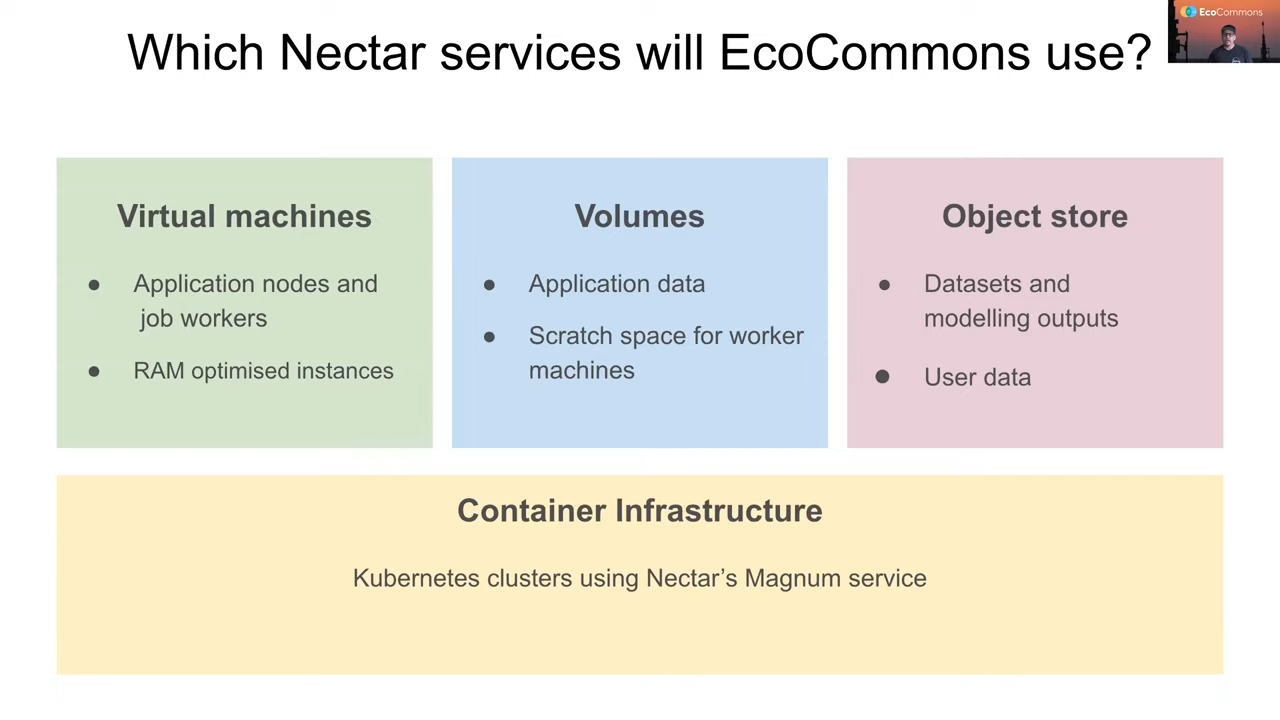 Which Nectar services will EcoCommons use?
EcoCommons
Virtual machines
● Application nodes and
job workers
● RAM optimised instances
Volumes
● Application data
● Scratch space for worker
machines
Object store
● Datasets and
modelling outputs
● User data
Container Infrastructure
Kubernetes clusters using Nectar’s Magnum service